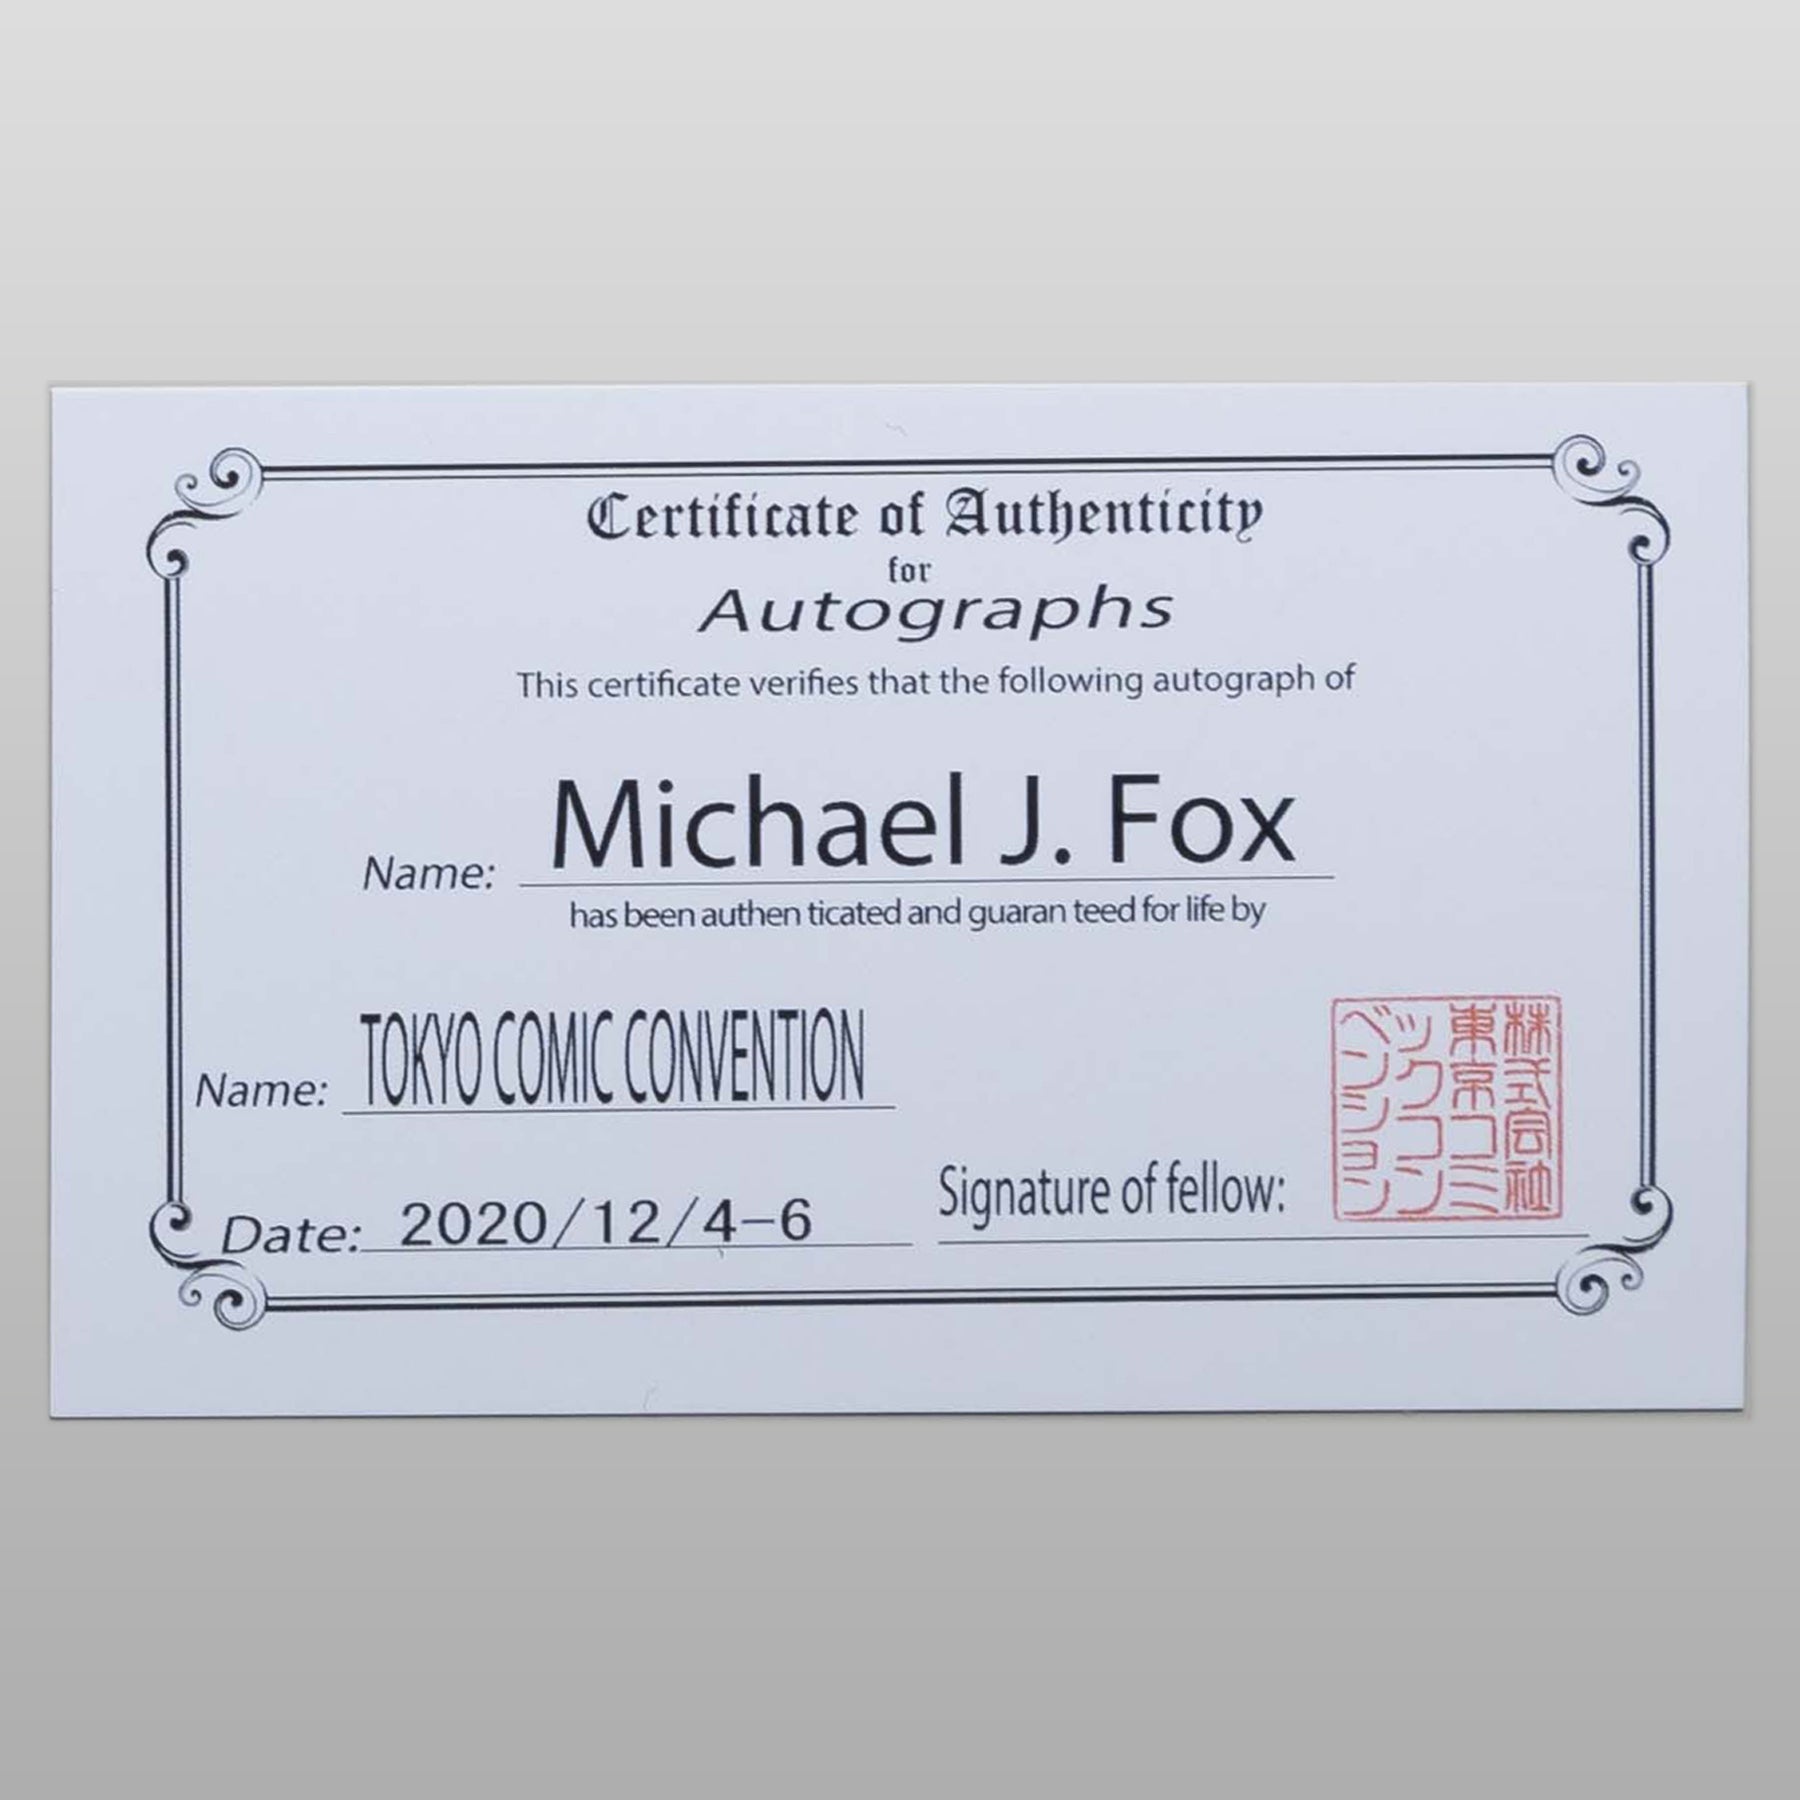 Certificate of Authenticity
for
Autographs
This certificate verifies that the following autograph of
Name: Michael J. Fox
has been authen ticated and guaran teed for life by
Name: TOKYO COMIC CONVENTION
Date: 2020/12/4-6
Signature of fellow:
株式会社
東京コミ
ックコン
ベンション